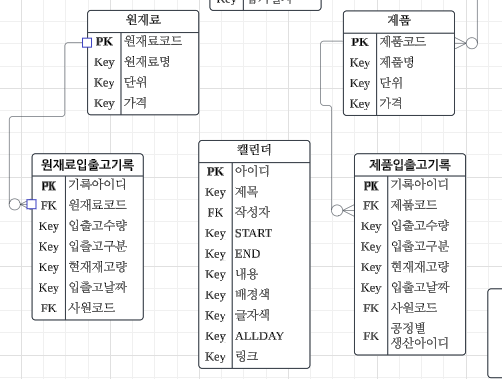 원재료
PK 원재료코드
Key 원재료명
Key 단위
Key 가격
Key
제품
PK 제품코드
Key 제품명
Key 단위
Key 가격
원재료입출고기록
PK 기록아이디
FK 원재료코드
Key 입출고수량
Key 입출고구분
Key 현재재고량
Key 입출고날짜
FK 사원코드
캘린더
PK 아이디
Key 제목
FK 작성자
Key START
Key END
Key 내용
Key 배경색
Key 글자색
Key ALLDAY
Key 링크
제품입출고기록
PK 기록아이디
FK 제품코드
Key 입출고수량
Key 입출고구분
Key 현재재고량
Key 입출고날짜
FK 사원코드
FK 공정별
생산아이디